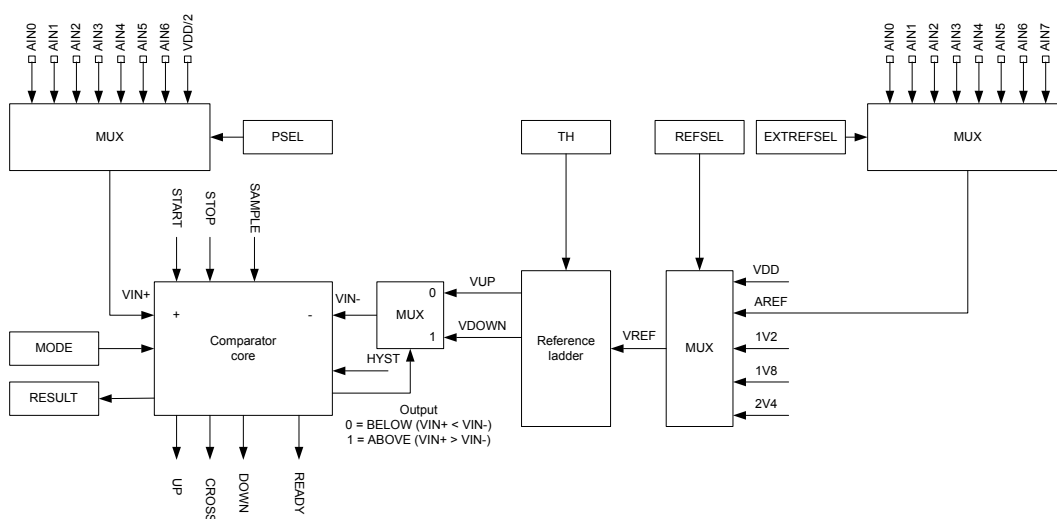 AIN0
AIN1
AIN2
AIN3
AIN4
AIN5
AIN6
VDD/2
AIN0
AIN1
AIN2
AIN3
AIN4
AIN5
AIN6
AIN7
MUX
PSEL
TH
REFSEL
EXTREFSEL
MUX
START
STOP
SAMPLE
VIN+
+
-
VIN-
Comparator
core
MODE
RESULT
HYST
MUX
0
1
VUP
VDOWN
Reference
ladder
VREF
MUX
VDD
AREF
1V2
1V8
2V4
Output
0 = BELOW (VIN+ < VIN-)
1 = ABOVE (VIN+ > VIN-)
UP
CROSS
DOWN
READY